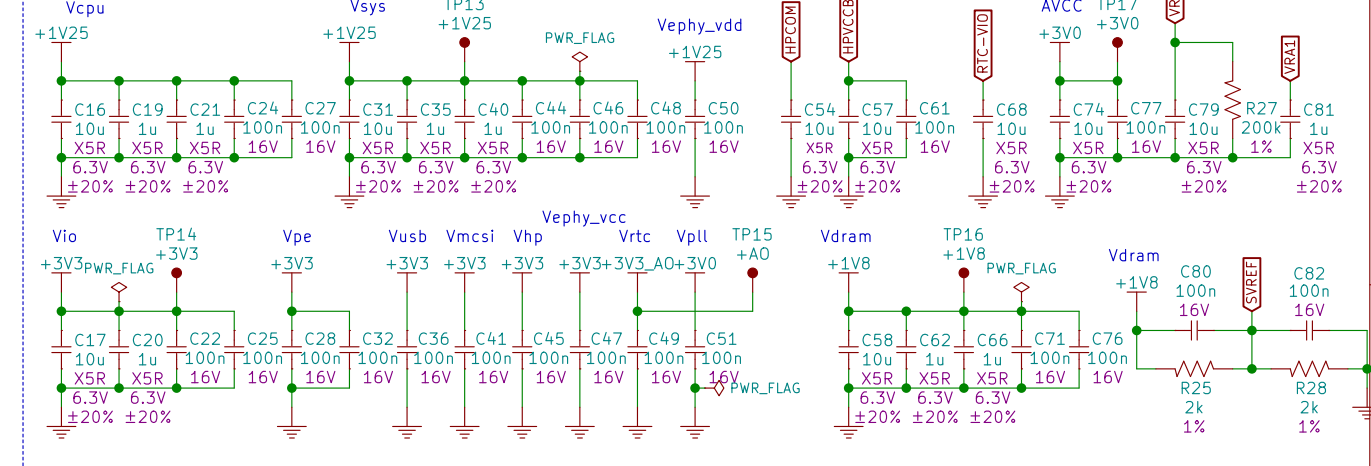 Vcpu
+1V25
C16
10u
X5R
6.3V
±20%
C19
1u
X5R
6.3V
±20%
C21
1u
X5R
6.3V
±20%
C24
100n
16V
C27
100n
16V
Vsys
+1V25
TP13
+1V25
PWR_FLAG
C31
10u
X5R
6.3V
±20%
C35
1u
X5R
6.3V
±20%
C40
1u
X5R
6.3V
±20%
C44
100n
16V
C46
100n
16V
C48
100n
16V
Vephy_vdd
+1V25
C50
100n
16V
HPCOM
C54
10u
X5R
6.3V
±20%
HPVCCB
C57
10u
X5R
6.3V
±20%
C61
100n
16V
RTC-VIO
C68
10u
X5R
6.3V
±20%
AVCC
+3V0
TP17
+3V0
C74
10u
X5R
6.3V
±20%
C77
100n
16V
C79
10u
X5R
6.3V
±20%
R27
200k
1%
VRA1
C81
1u
X5R
6.3V
±20%
Vio
+3V3
PWR_FLAG
TP14
+3V3
C17
10u
X5R
6.3V
±20%
C20
1u
X5R
6.3V
±20%
C22
100n
16V
C25
100n
16V
Vpe
+3V3
C28
100n
16V
C32
100n
16V
Vusb
+3V3
C36
100n
16V
Vmcsi
+3V3
C41
100n
16V
Vhp
+3V3
C45
100n
16V
Vephy_vcc
+3V3
C47
100n
16V
Vrtc
+3V3_AO
C49
100n
16V
Vpll
+3V0
C51
100n
16V
PWR_FLAG
TP15
+AO
Vdram
+1V8
TP16
+1V8
PWR_FLAG
C58
10u
X5R
6.3V
±20%
C62
1u
X5R
6.3V
±20%
C66
1u
X5R
6.3V
±20%
C71
100n
16V
C76
100n
16V
Vdram
+1V8
C80
100n
16V
SVREF
C82
100n
16V
R25
2k
1%
R28
2k
1%